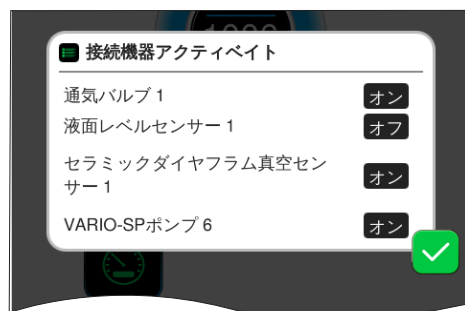 接続機器アクティベイト
通気バルブ 1 オン
液面レベルセンサー 1 オフ
セラミックダイヤフラム真空セン
サー 1 オン
VARIO-SPポンプ 6 オン